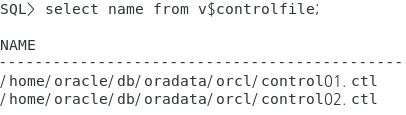 SQL> select name from v$controlfile;
NAME
--------------------------------------------------------------------------------
/home/oracle/db/oradata/orcl/control01.ctl
/home/oracle/db/oradata/orcl/control02.ctl